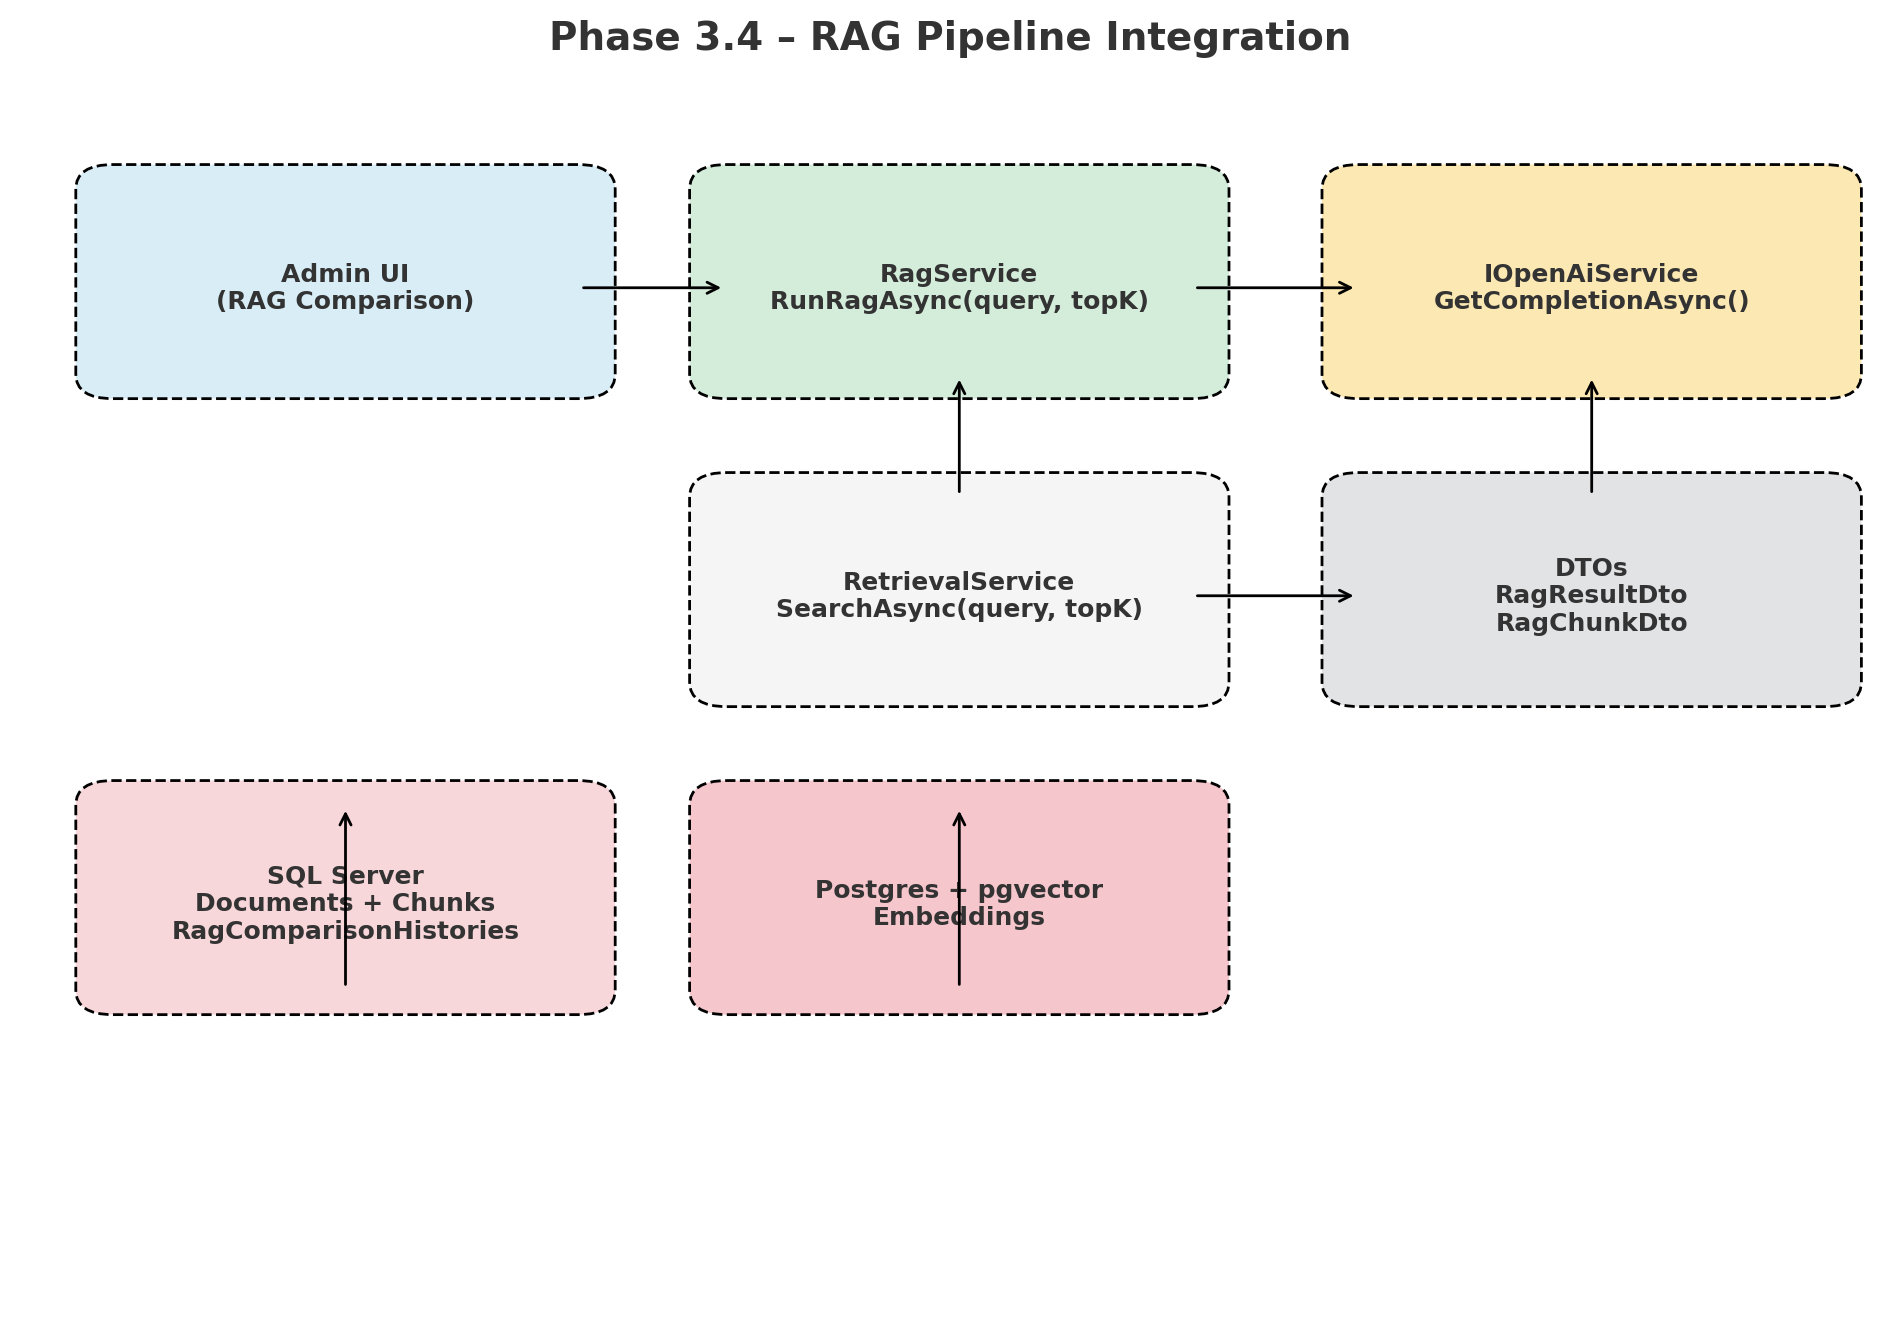 Phase 3.4 – RAG Pipeline Integration
Admin UI
(RAG Comparison)
RagService
RunRagAsync(query, topK)
IOpenAiService
GetCompletionAsync()
RetrievalService
SearchAsync(query, topK)
DTOs
RagResultDto
RagChunkDto
SQL Server
Documents + Chunks
RagComparisonHistories
Postgres + pgvector
Embeddings